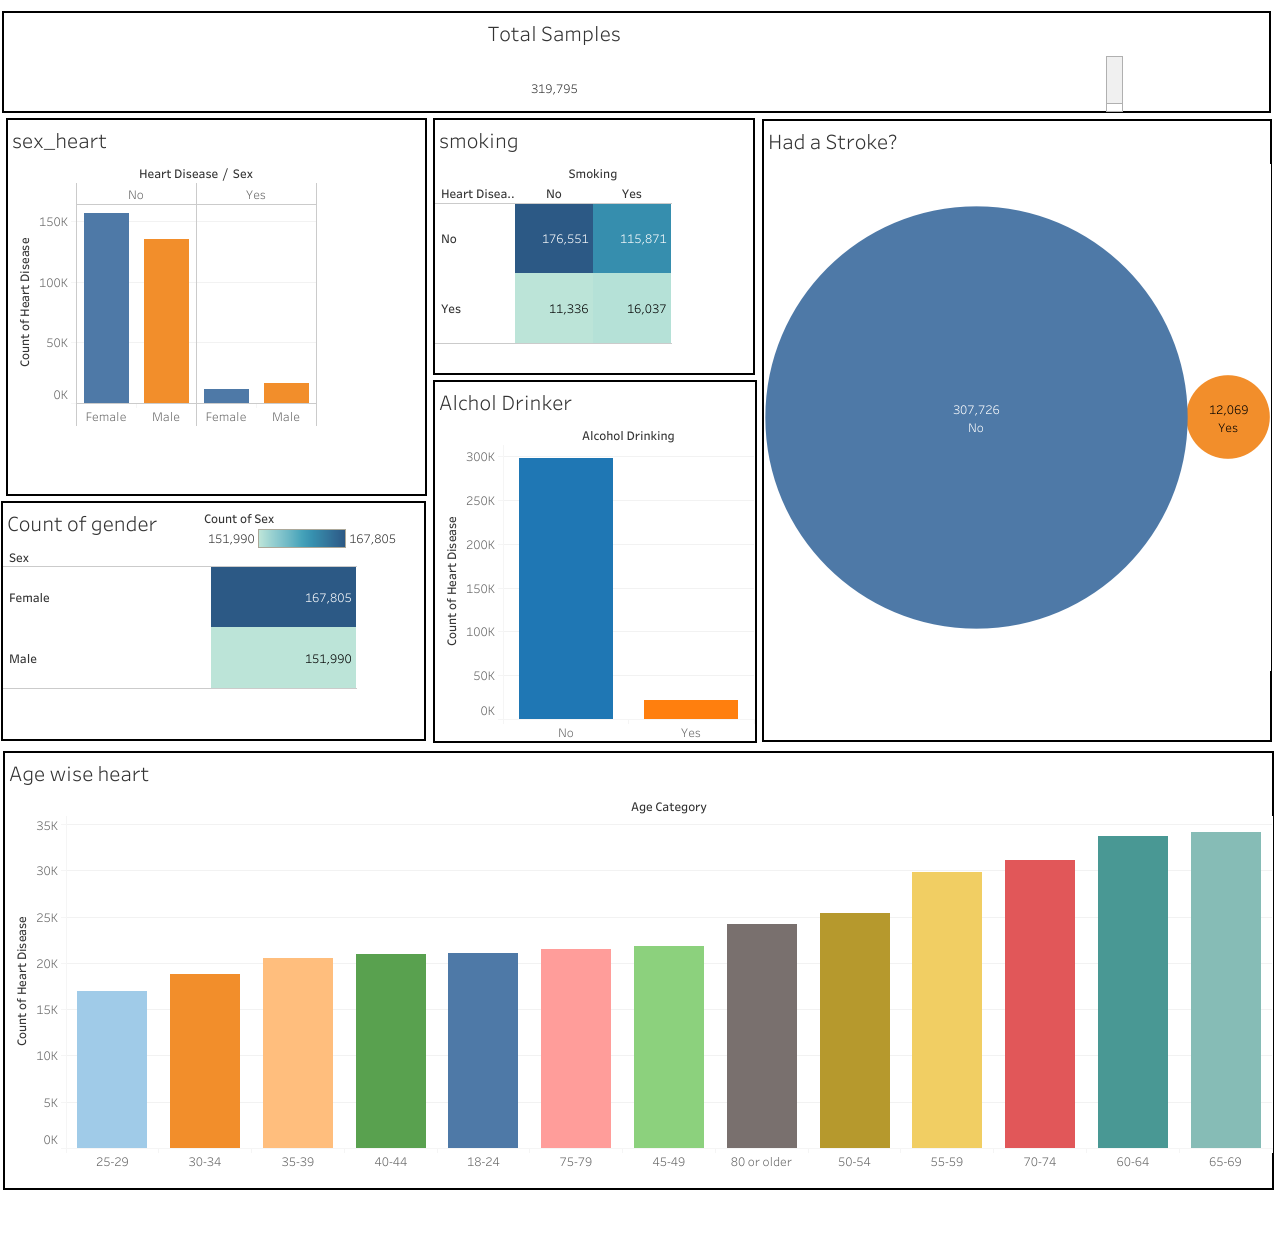 Total Samples
319,795
sex_heart
Heart Disease / Sex
No Yes
150K
100K
50K
0K
Count of Heart Disease
Female Male Female Male
smoking
Smoking
Heart Disea.. No Yes
No 176,551 115,871
Yes 11,336 16,037
Had a Stroke?
307,726
No
12,069
Yes
Count of gender
Count of Sex
151,990 167,805
Sex
Female 167,805
Male 151,990
Alchol Drinker
Alcohol Drinking
300K
250K
200K
150K
100K
50K
0K
Count of Heart Disease
No Yes
Age wise heart
Age Category
35K
30K
25K
20K
15K
10K
5K
0K
Count of Heart Disease
25-29 30-34 35-39 40-44 18-24 75-79 45-49 80 or older 50-54 55-59 70-74 60-64 65-69